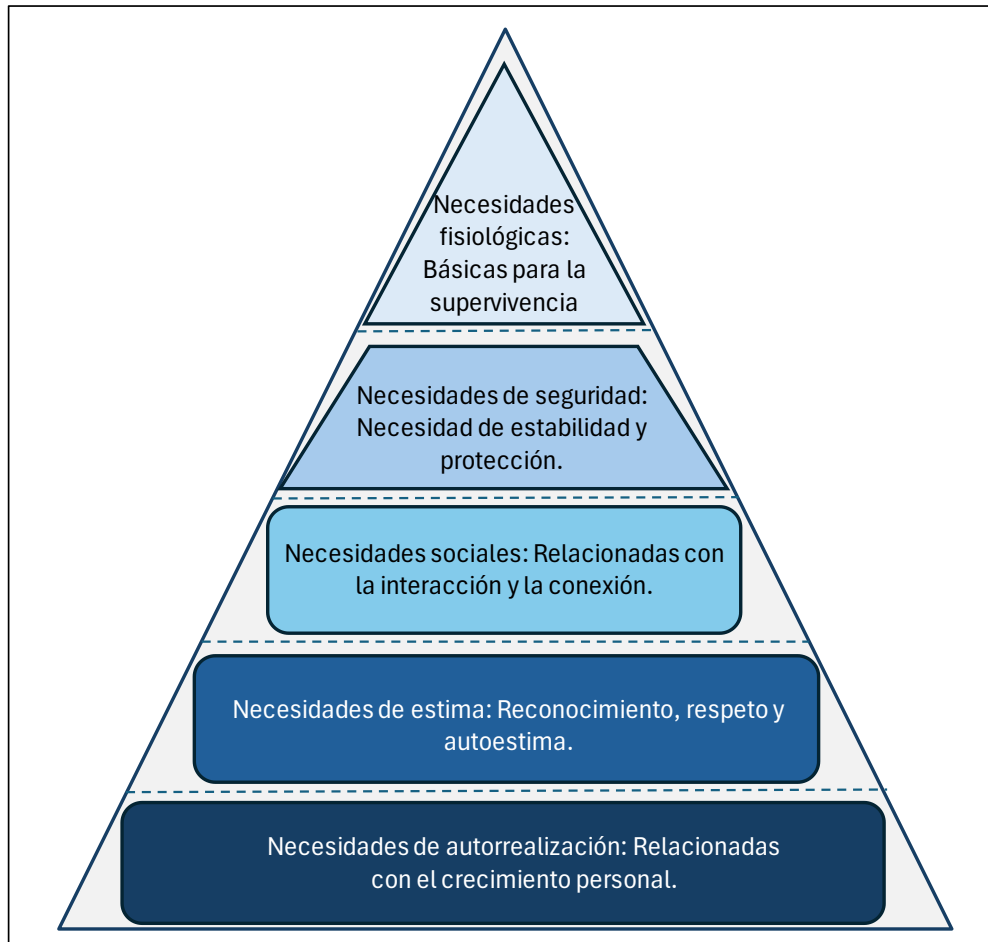 Necesidades
fisiológicas:
Básicas para la
supervivencia
Necesidades de seguridad:
Necesidad de estabilidad y
protección.
Necesidades sociales: Relacionadas con
la interacción y la conexión.
Necesidades de estima: Reconocimiento, respeto y
autoestima.
Necesidades de autorrealización: Relacionadas
con el crecimiento personal.